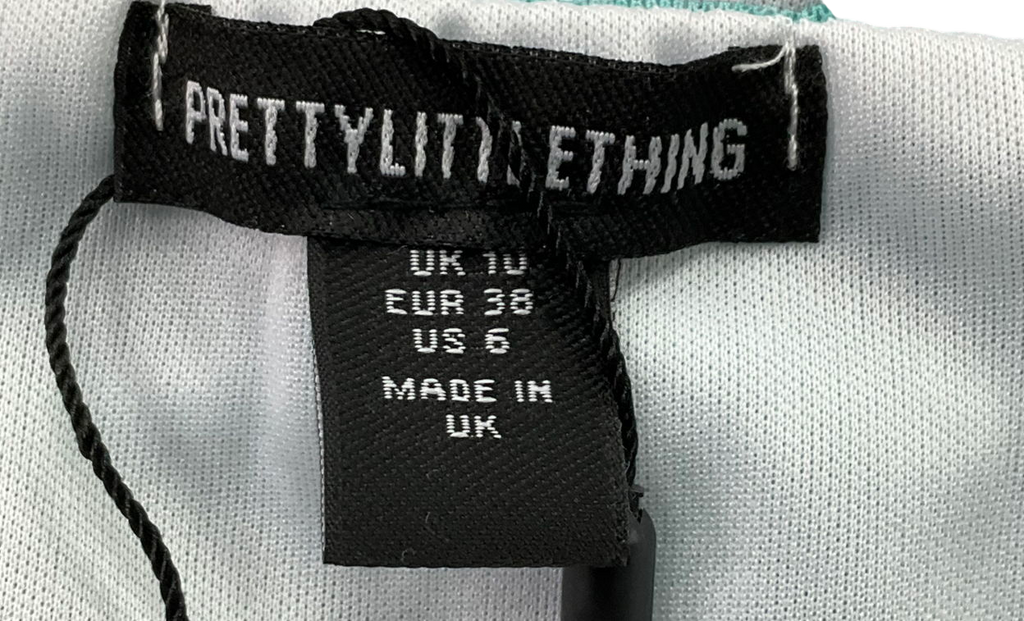 PRETTYLITTLETHING
UK 10
EUR 38
US 6
MADE IN
UK